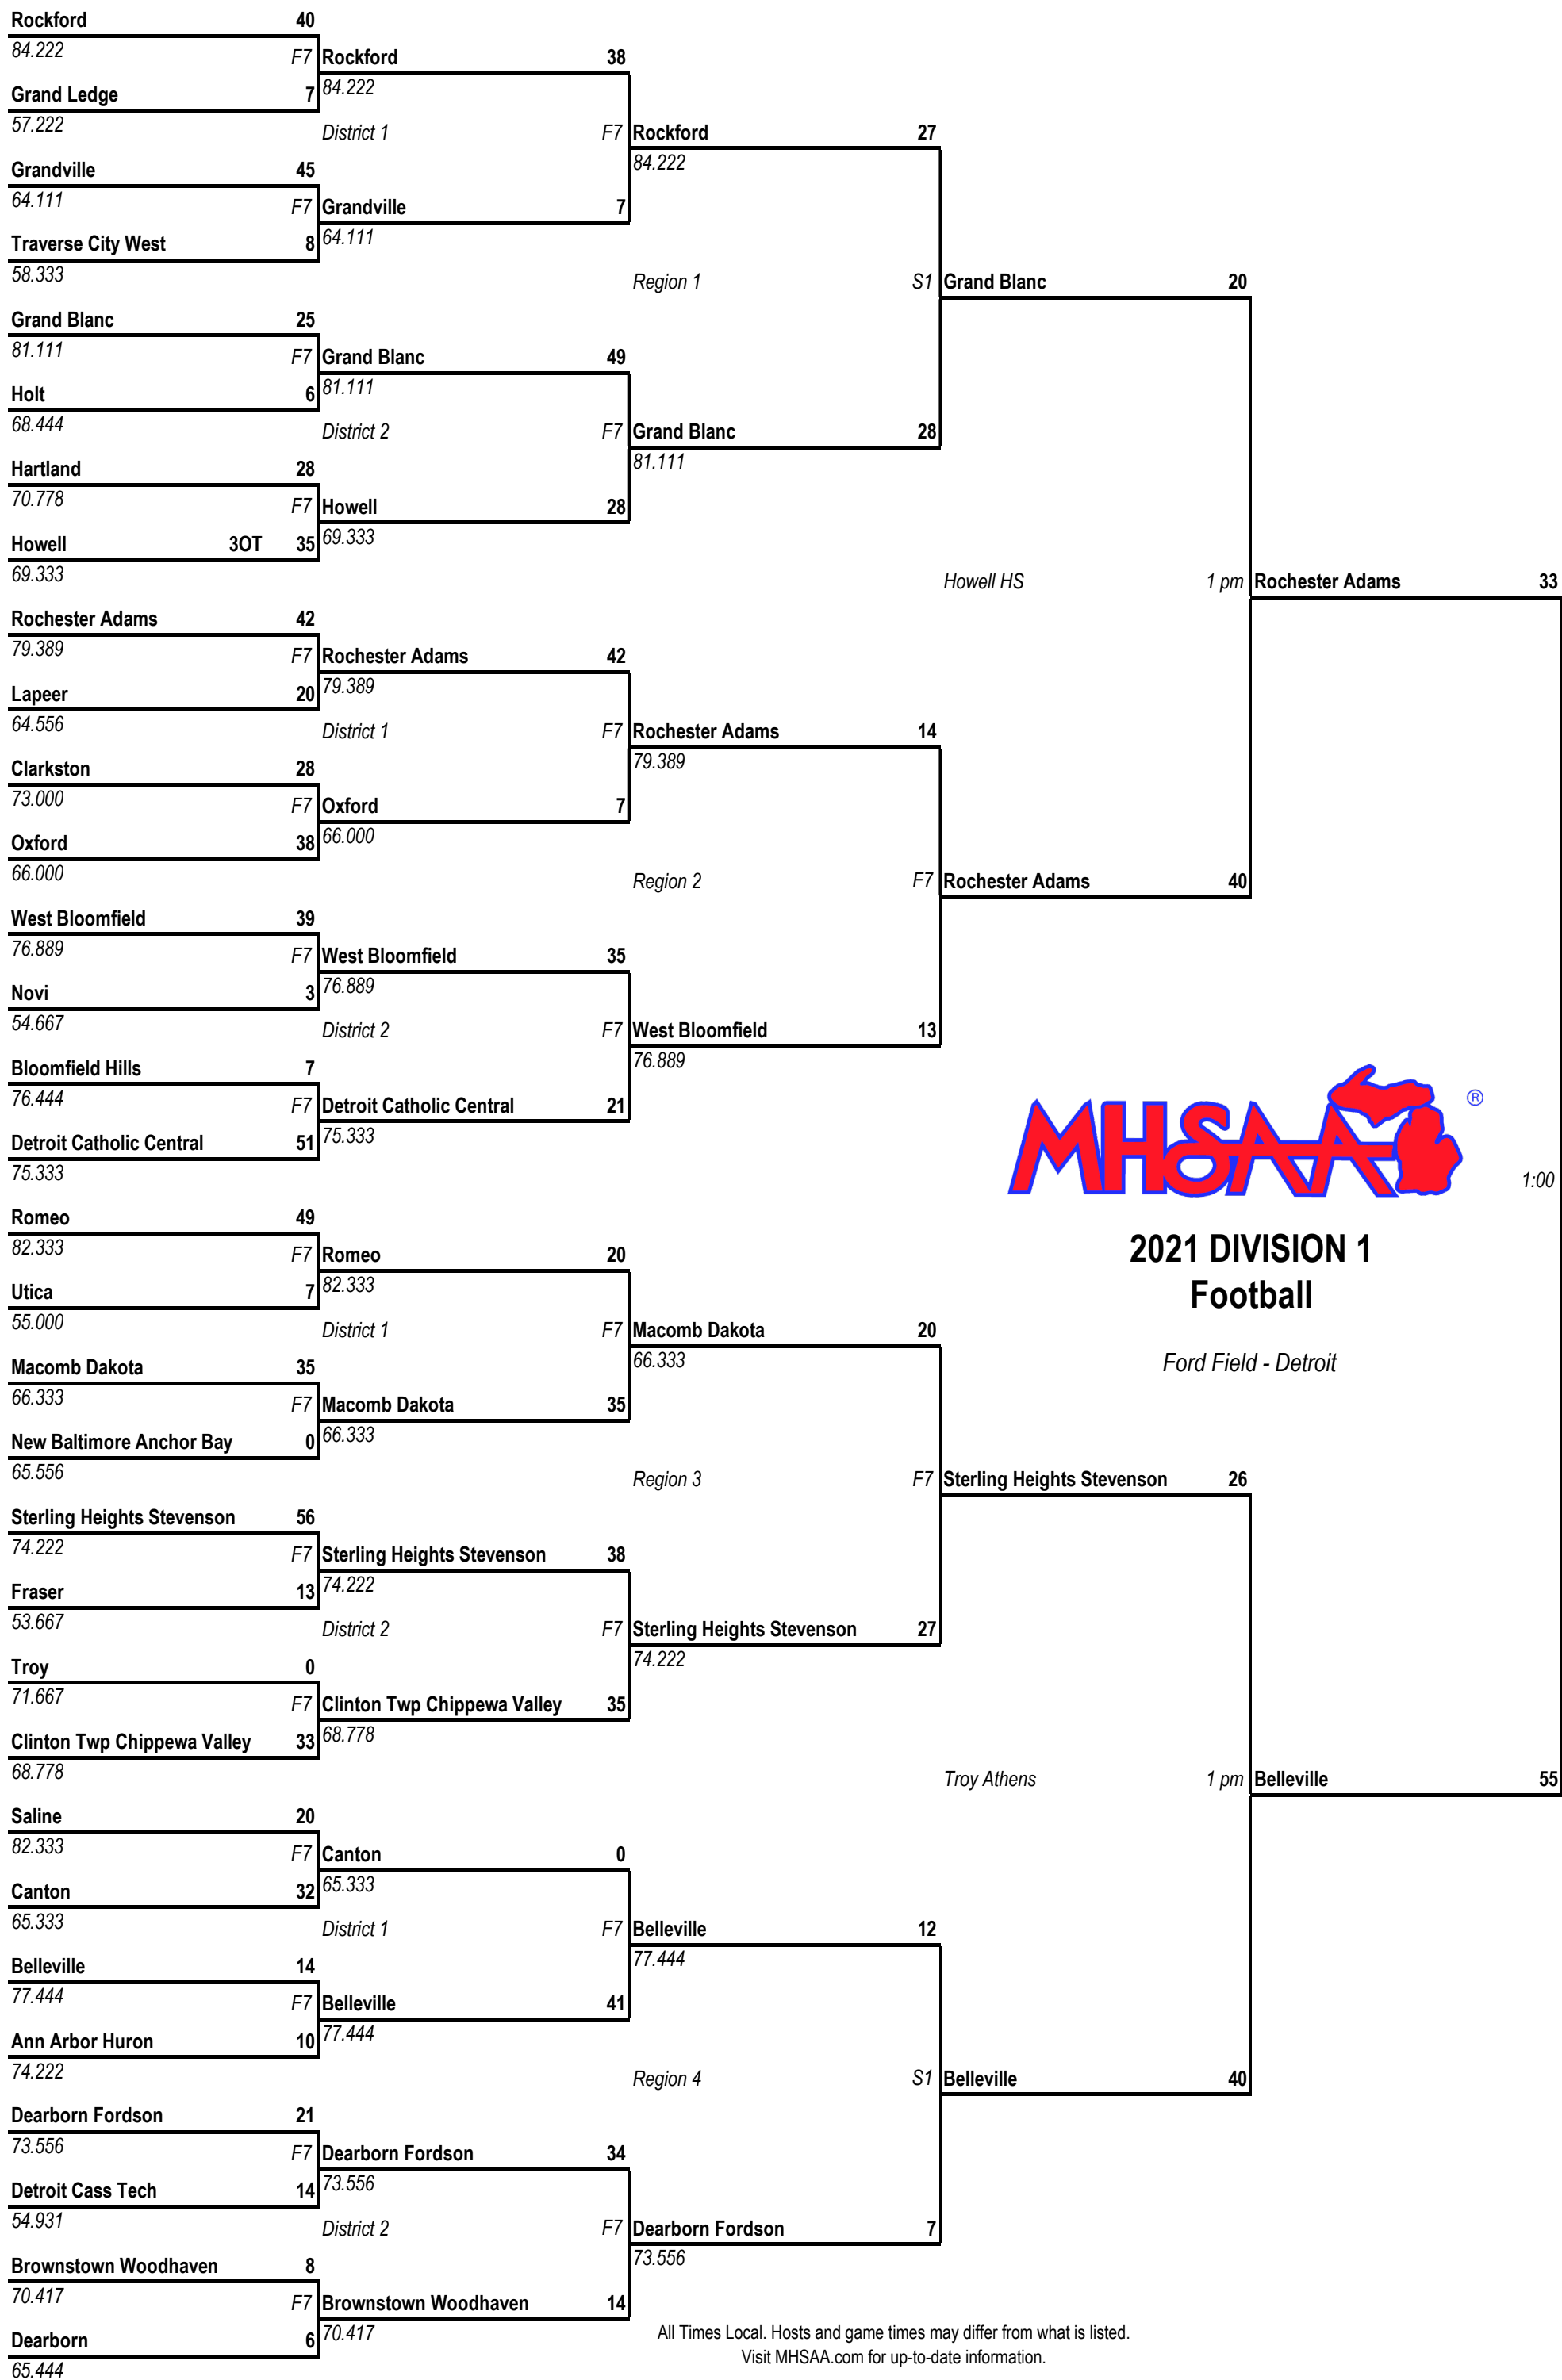 Rockford 40
84.222
F7 Rockford 38
Grand Ledge 7
84.222
57.222
District 1
F7 Rockford 27
Grandville 45
84.222
64.111
F7 Grandville 7
Traverse City West 8
64.111
58.333
Region 1
S1 Grand Blanc 20
Grand Blanc 25
81.111
F7 Grand Blanc 49
Holt 6
81.111
68.444
District 2
F7 Grand Blanc 28
Hartland 28
81.111
70.778
F7 Howell 28
Howell 3OT 35
69.333
69.333
Howell HS
1 pm Rochester Adams 33
Rochester Adams 42
79.389
F7 Rochester Adams 42
Lapeer 20
79.389
64.556
District 1
F7 Rochester Adams 14
Clarkston 28
79.389
73.000
F7 Oxford 7
Oxford 38
66.000
66.000
Region 2
F7 Rochester Adams 40
West Bloomfield 39
76.889
F7 West Bloomfield 35
Novi 3
76.889
54.667
District 2
F7 West Bloomfield 13
Bloomfield Hills 7
76.889
76.444
F7 Detroit Catholic Central 21
Detroit Catholic Central 51
75.333
75.333
MHSAA ®
1:00
Romeo 49
82.333
F7 Romeo 20
2021 DIVISION 1
Football
Utica 7
82.333
55.000
District 1
F7 Macomb Dakota 20
Ford Field - Detroit
Macomb Dakota 35
66.333
66.333
F7 Macomb Dakota 35
New Baltimore Anchor Bay 0
66.333
65.556
Region 3
F7 Sterling Heights Stevenson 26
Sterling Heights Stevenson 56
74.222
F7 Sterling Heights Stevenson 38
Fraser 13
74.222
53.667
District 2
F7 Sterling Heights Stevenson 27
Troy 0
74.222
71.667
F7 Clinton Twp Chippewa Valley 35
Clinton Twp Chippewa Valley 33
68.778
68.778
Troy Athens
1 pm Belleville 55
Saline 20
82.333
F7 Canton 0
Canton 32
65.333
65.333
District 1
F7 Belleville 12
Belleville 14
77.444
77.444
F7 Belleville 41
Ann Arbor Huron 10
77.444
74.222
Region 4
S1 Belleville 40
Dearborn Fordson 21
73.556
F7 Dearborn Fordson 34
Detroit Cass Tech 14
73.556
54.931
District 2
F7 Dearborn Fordson 7
Brownstown Woodhaven 8
73.556
70.417
F7 Brownstown Woodhaven 14
Dearborn 6
70.417
65.444
All Times Local. Hosts and game times may differ from what is listed.
Visit MHSAA.com for up-to-date information.